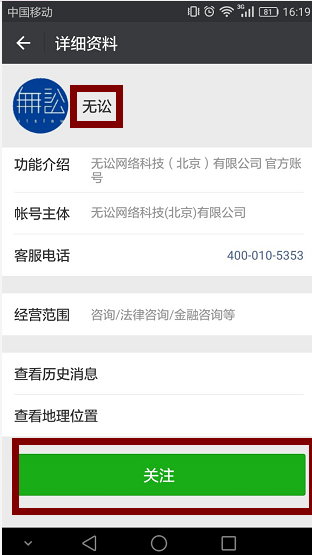 中国移动 3G 81 16:19
详细资料
無訟
无讼
功能介绍 无讼网络科技（北京）有限公司 官方账
号
帐号主体 无讼网络科技(北京)有限公司
客服电话 400-010-5353
经营范围 咨询/法律咨询/金融咨询等
查看历史消息
查看地理位置
关注